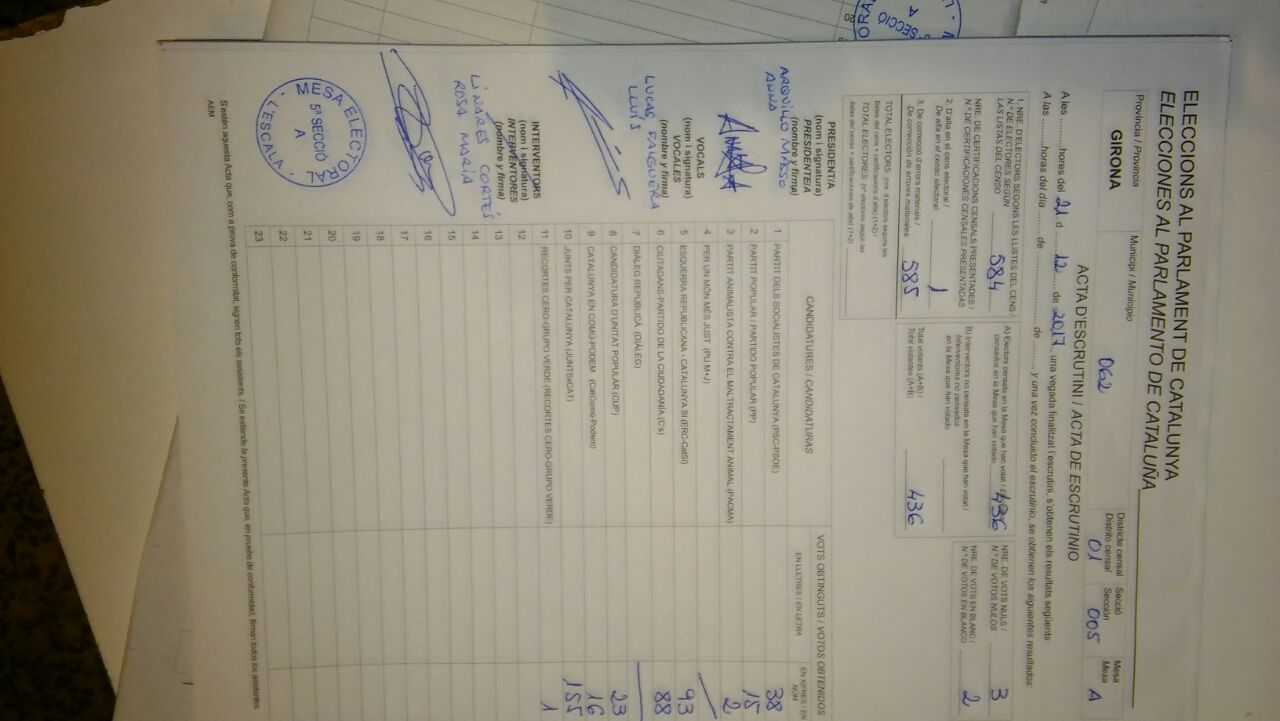 ELECCIONS AL PARLAMENT DE CATALUNYA
ELECCIONES AL PARLAMENTO DE CATALUÑA
Província / Provincia
GIRONA
Municipi / Municipio
062
Districte censal
Distrito censal
01
Secció
Sección
005
Mesa
Mesa
A
ACTA D'ESCRUTINI / ACTA DE ESCRUTINIO
A les ........hores del 21 d ..... 12 ..... de 2017, una vegada finalitzat l'escrutini, s'obtenen els resultats següents:
A las ........horas del día ........ de ........................ de ........, y una vez concluido el escrutinio, se obtienen los siguientes resultados:
1. NRE. D'ELECTORS SEGONS LES LLISTES DEL CENS /
N.º DE ELECTORES SEGÚN
LAS LISTAS DEL CENSO
584
NRE. DE CERTIFICACIONS CENSALS PRESENTADES /
N.º DE CERTIFICACIONES CENSALES PRESENTADAS
2. D'alta en el cens electoral /
De alta en el censo electoral
1
3. De correcció d'errors materials /
De corrección de errores materiales:
TOTAL ELECTORS: (nre. d'electors segons les
llistes del cens + certificacions d'alta) (1+2) /
TOTAL ELECTORES: (nº electores según las
listas del censo + certificaciones de alta) (1+2)
585
A) Electors censats en la Mesa que han votat /
censados en la Mesa que han votado
436
B) Interventors no censats en la Mesa que han votat /
Interventores no censados
en la Mesa que han votado
Total votants (A+B) /
Total votantes (A+B)
436
NRE. DE VOTS NULS /
N.º DE VOTOS NULOS
3
NRE. DE VOTS EN BLANC /
N.º DE VOTOS EN BLANCO
2
PRESIDENT/A
(nom i signatura)
PRESIDENTE/A
(nombre y firma)
ARQUILLO MASSÓ
ANNA
VOCALS
(nom i signatura)
VOCALES
(nombre y firma)
LUCAS FALGUERA
LLUÍS
LINARES CORTÉS
ROSA MARIA
INTERVENTORS
(nom i signatura)
INTERVENTORES
(nombre y firma)
CANDIDATURES / CANDIDATURAS
VOTS OBTINGUTS / VOTOS OBTENIDOS
EN LLETRES / EN LETRA
EN XIFRES / EN NÚM
1 PARTIT DELS SOCIALISTES DE CATALUNYA (PSC-PSOE) 38
2 PARTIT POPULAR / PARTIDO POPULAR (PP) 15
3 PARTIT ANIMALISTA CONTRA EL MALTRACTAMENT ANIMAL (PACMA) 2
4 PER UN MÓN MÉS JUST (PUM+J)
5 ESQUERRA REPUBLICANA - CATALUNYA SÍ (ERC-CatSí) 93
6 CIUTADANS-PARTIDO DE LA CIUDADANÍA (C's) 88
7 DIÀLEG REPUBLICÀ (DIÀLEG)
8 CANDIDATURA D'UNITAT POPULAR (CUP) 23
9 CATALUNYA EN COMÚ-PODEM (CatComú-Podem) 16
10 JUNTS PER CATALUNYA (JUNTSxCAT) 155
11 RECORTES CERO-GRUPO VERDE (RECORTES CERO-GRUPO VERDE) 1
12
13
14
15
16
17
18
19
20
21
22
23
MESA ELECTORAL
5ª SECCIÓ
A
L'ESCALA
S'estén aquesta Acta que, com a prova de conformitat, signen tots els assistents. / Se extiende la presente Acta que, en prueba de conformidad, firman todos los asistentes.
AEM
20
SECCIÓ